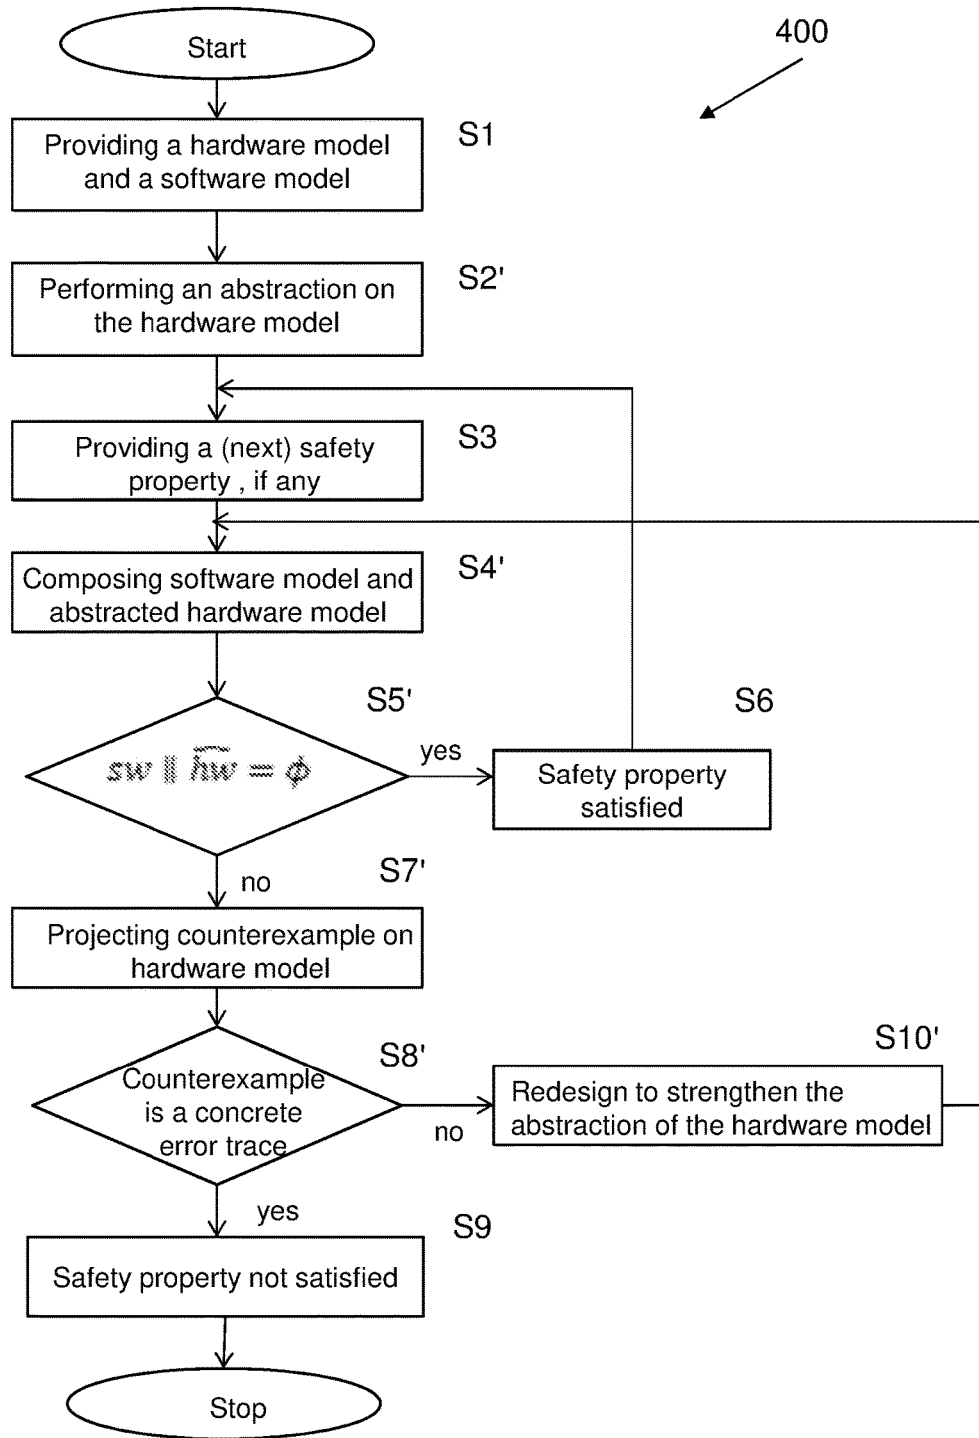 Start
400
Providing a hardware model
and a software model
S1
Performing an abstraction on
the hardware model
S2'
Providing a (next) safety
property , if any
S3
Composing software model and
abstracted hardware model
S4'
S5'
sw || \widehat{hw} = ϕ
yes
S6
Safety property
satisfied
no
S7'
Projecting counterexample on
hardware model
S8'
Counterexample
is a concrete
error trace
no
S10'
Redesign to strengthen the
abstraction of the hardware model
yes
S9
Safety property not satisfied
Stop